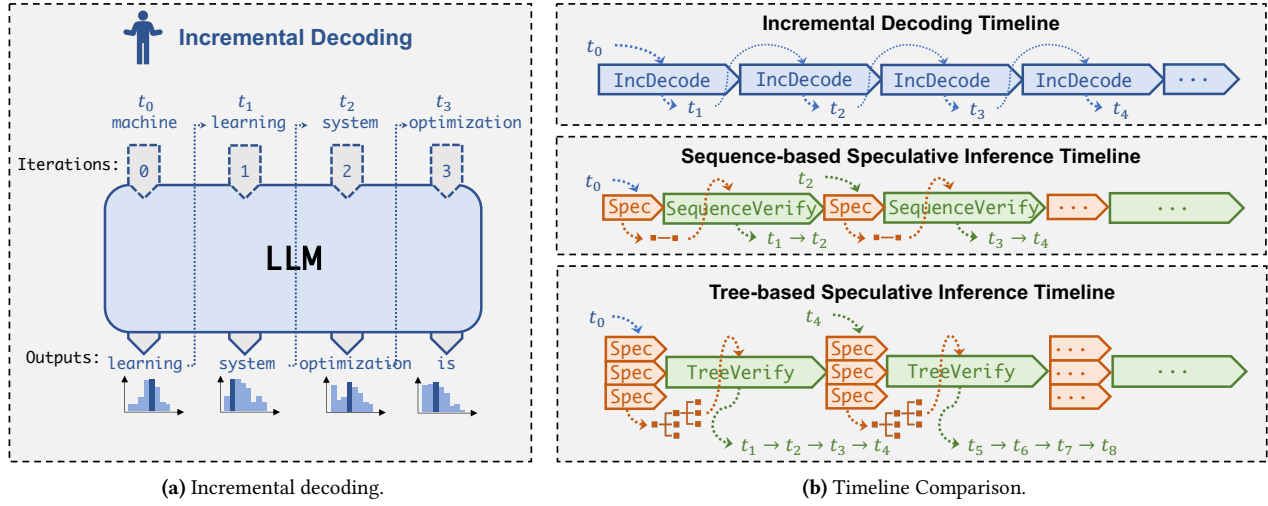 Incremental Decoding
t0 t1 t2 t3
machine learning system optimization
Iterations: 0 1 2 3
LLM
Outputs: learning system optimization is
(a) Incremental decoding.
Incremental Decoding Timeline
t0
IncDecode IncDecode IncDecode IncDecode ...
t1 t2 t3 t4
Sequence-based Speculative Inference Timeline
t0 t2
Spec SequenceVerify Spec SequenceVerify ... ...
t1 → t2 t3 → t4
Tree-based Speculative Inference Timeline
t0 t4
Spec Spec ...
Spec TreeVerify Spec TreeVerify ... ...
Spec Spec ...
t1 → t2 → t3 → t4 t5 → t6 → t7 → t8
(b) Timeline Comparison.